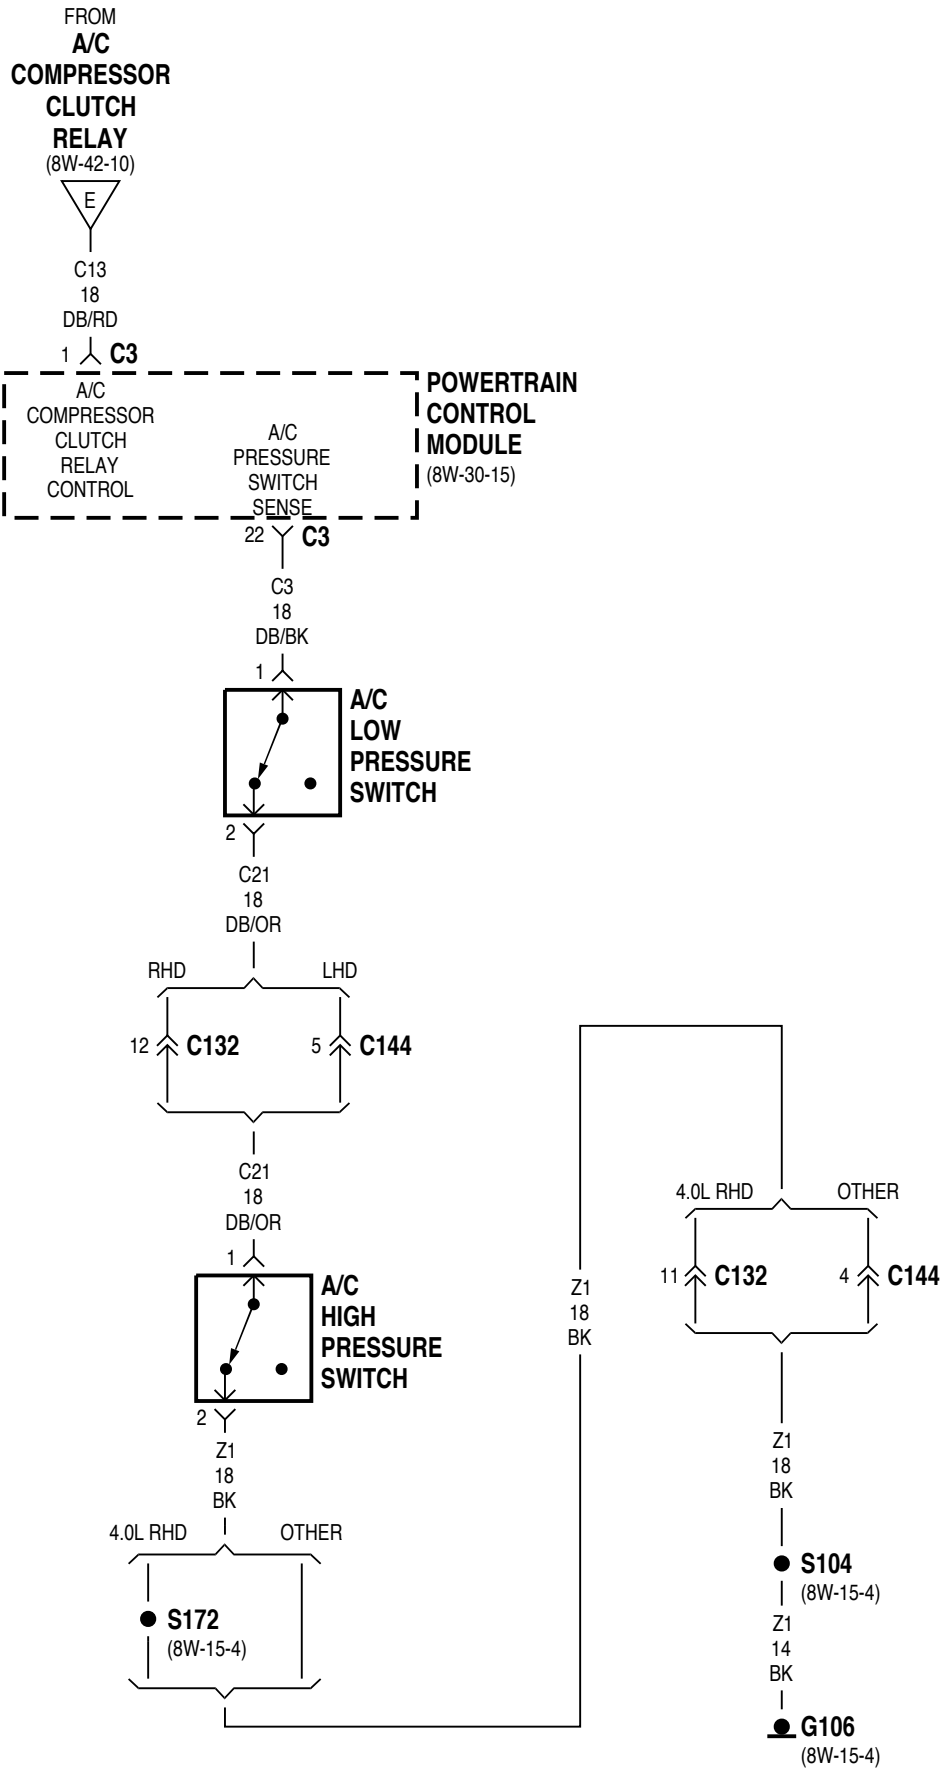 FROM
A/C
COMPRESSOR
CLUTCH
RELAY
(8W-42-10)
E
C13
18
DB/RD
1 C3
A/C
COMPRESSOR
CLUTCH
RELAY
CONTROL
A/C
PRESSURE
SWITCH
SENSE
POWERTRAIN
CONTROL
MODULE
(8W-30-15)
22 C3
C3
18
DB/BK
1
A/C
LOW
PRESSURE
SWITCH
2
C21
18
DB/OR
RHD LHD
12 C132 5 C144
C21
18
DB/OR
1
A/C
HIGH
PRESSURE
SWITCH
2
Z1
18
BK
4.0L RHD OTHER
S172
(8W-15-4)
Z1
18
BK
4.0L RHD OTHER
11 C132 4 C144
Z1
18
BK
S104
(8W-15-4)
Z1
14
BK
G106
(8W-15-4)